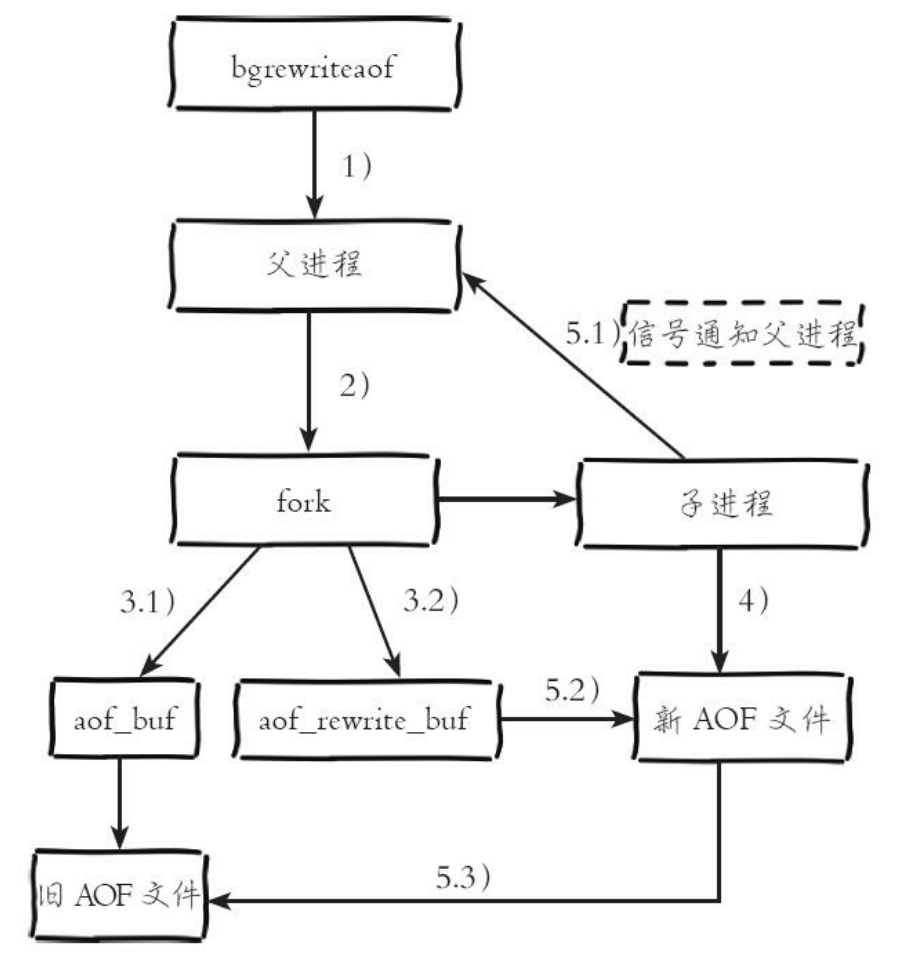 bgrewriteaof
1)
父进程
5.1) 信号通知父进程
2)
fork
子进程
3.1)
3.2)
4)
aof_buf
aof_rewrite_buf
5.2)
新 AOF 文件
5.3)
旧 AOF 文件